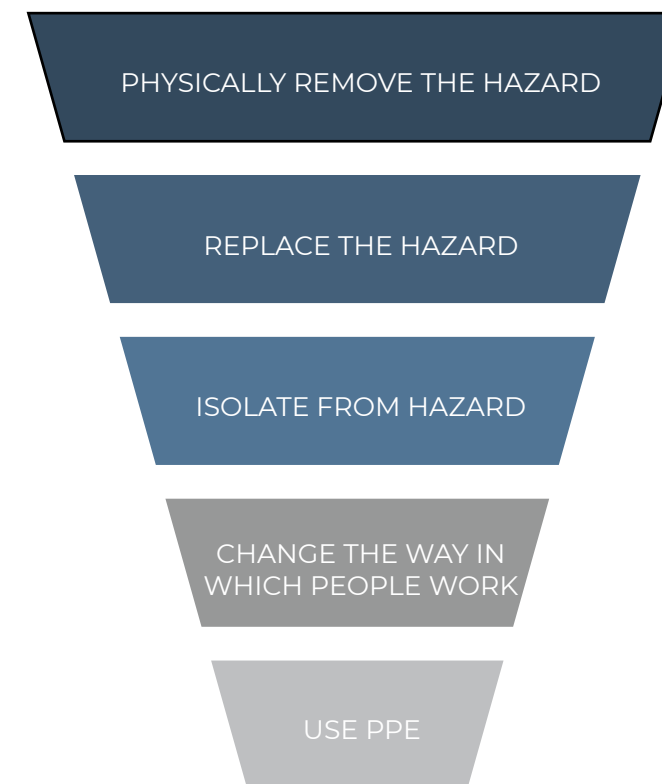 PHYSICALLY REMOVE THE HAZARD
REPLACE THE HAZARD
ISOLATE FROM HAZARD
CHANGE THE WAY IN
WHICH PEOPLE WORK
USE PPE